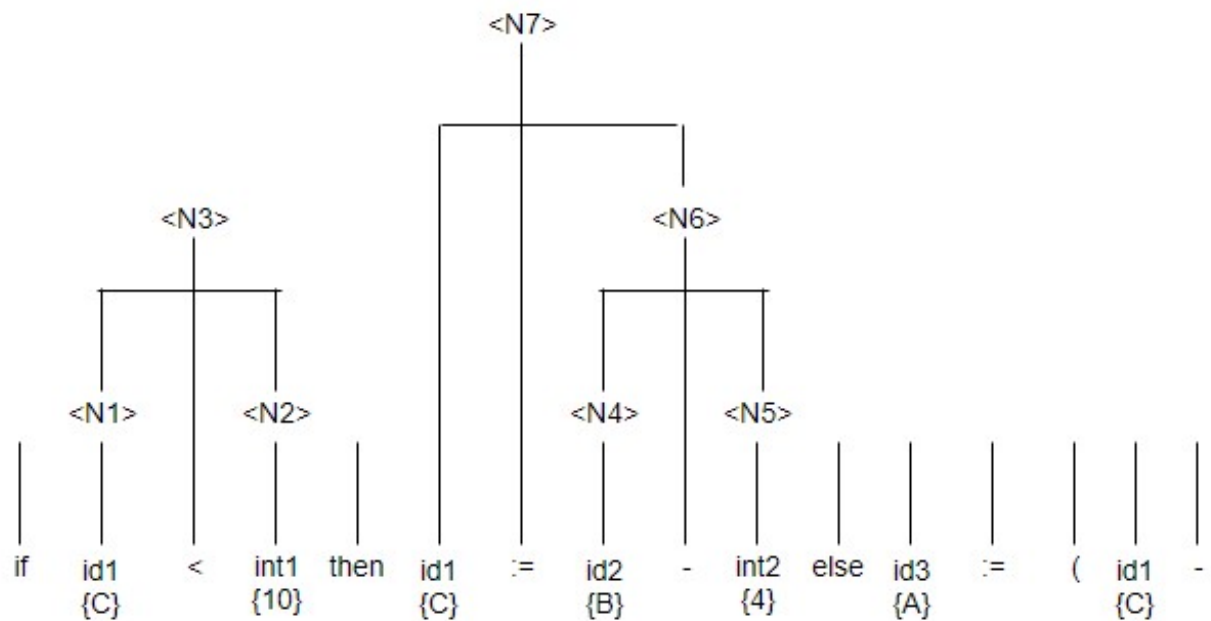 <N7>
<N3> <N6>
<N1> <N2> <N4> <N5>
if id1 < int1 then id1 := id2 - int2 else id3 := ( id1 -
{C} {10} {C} {B} {4} {A} {C}